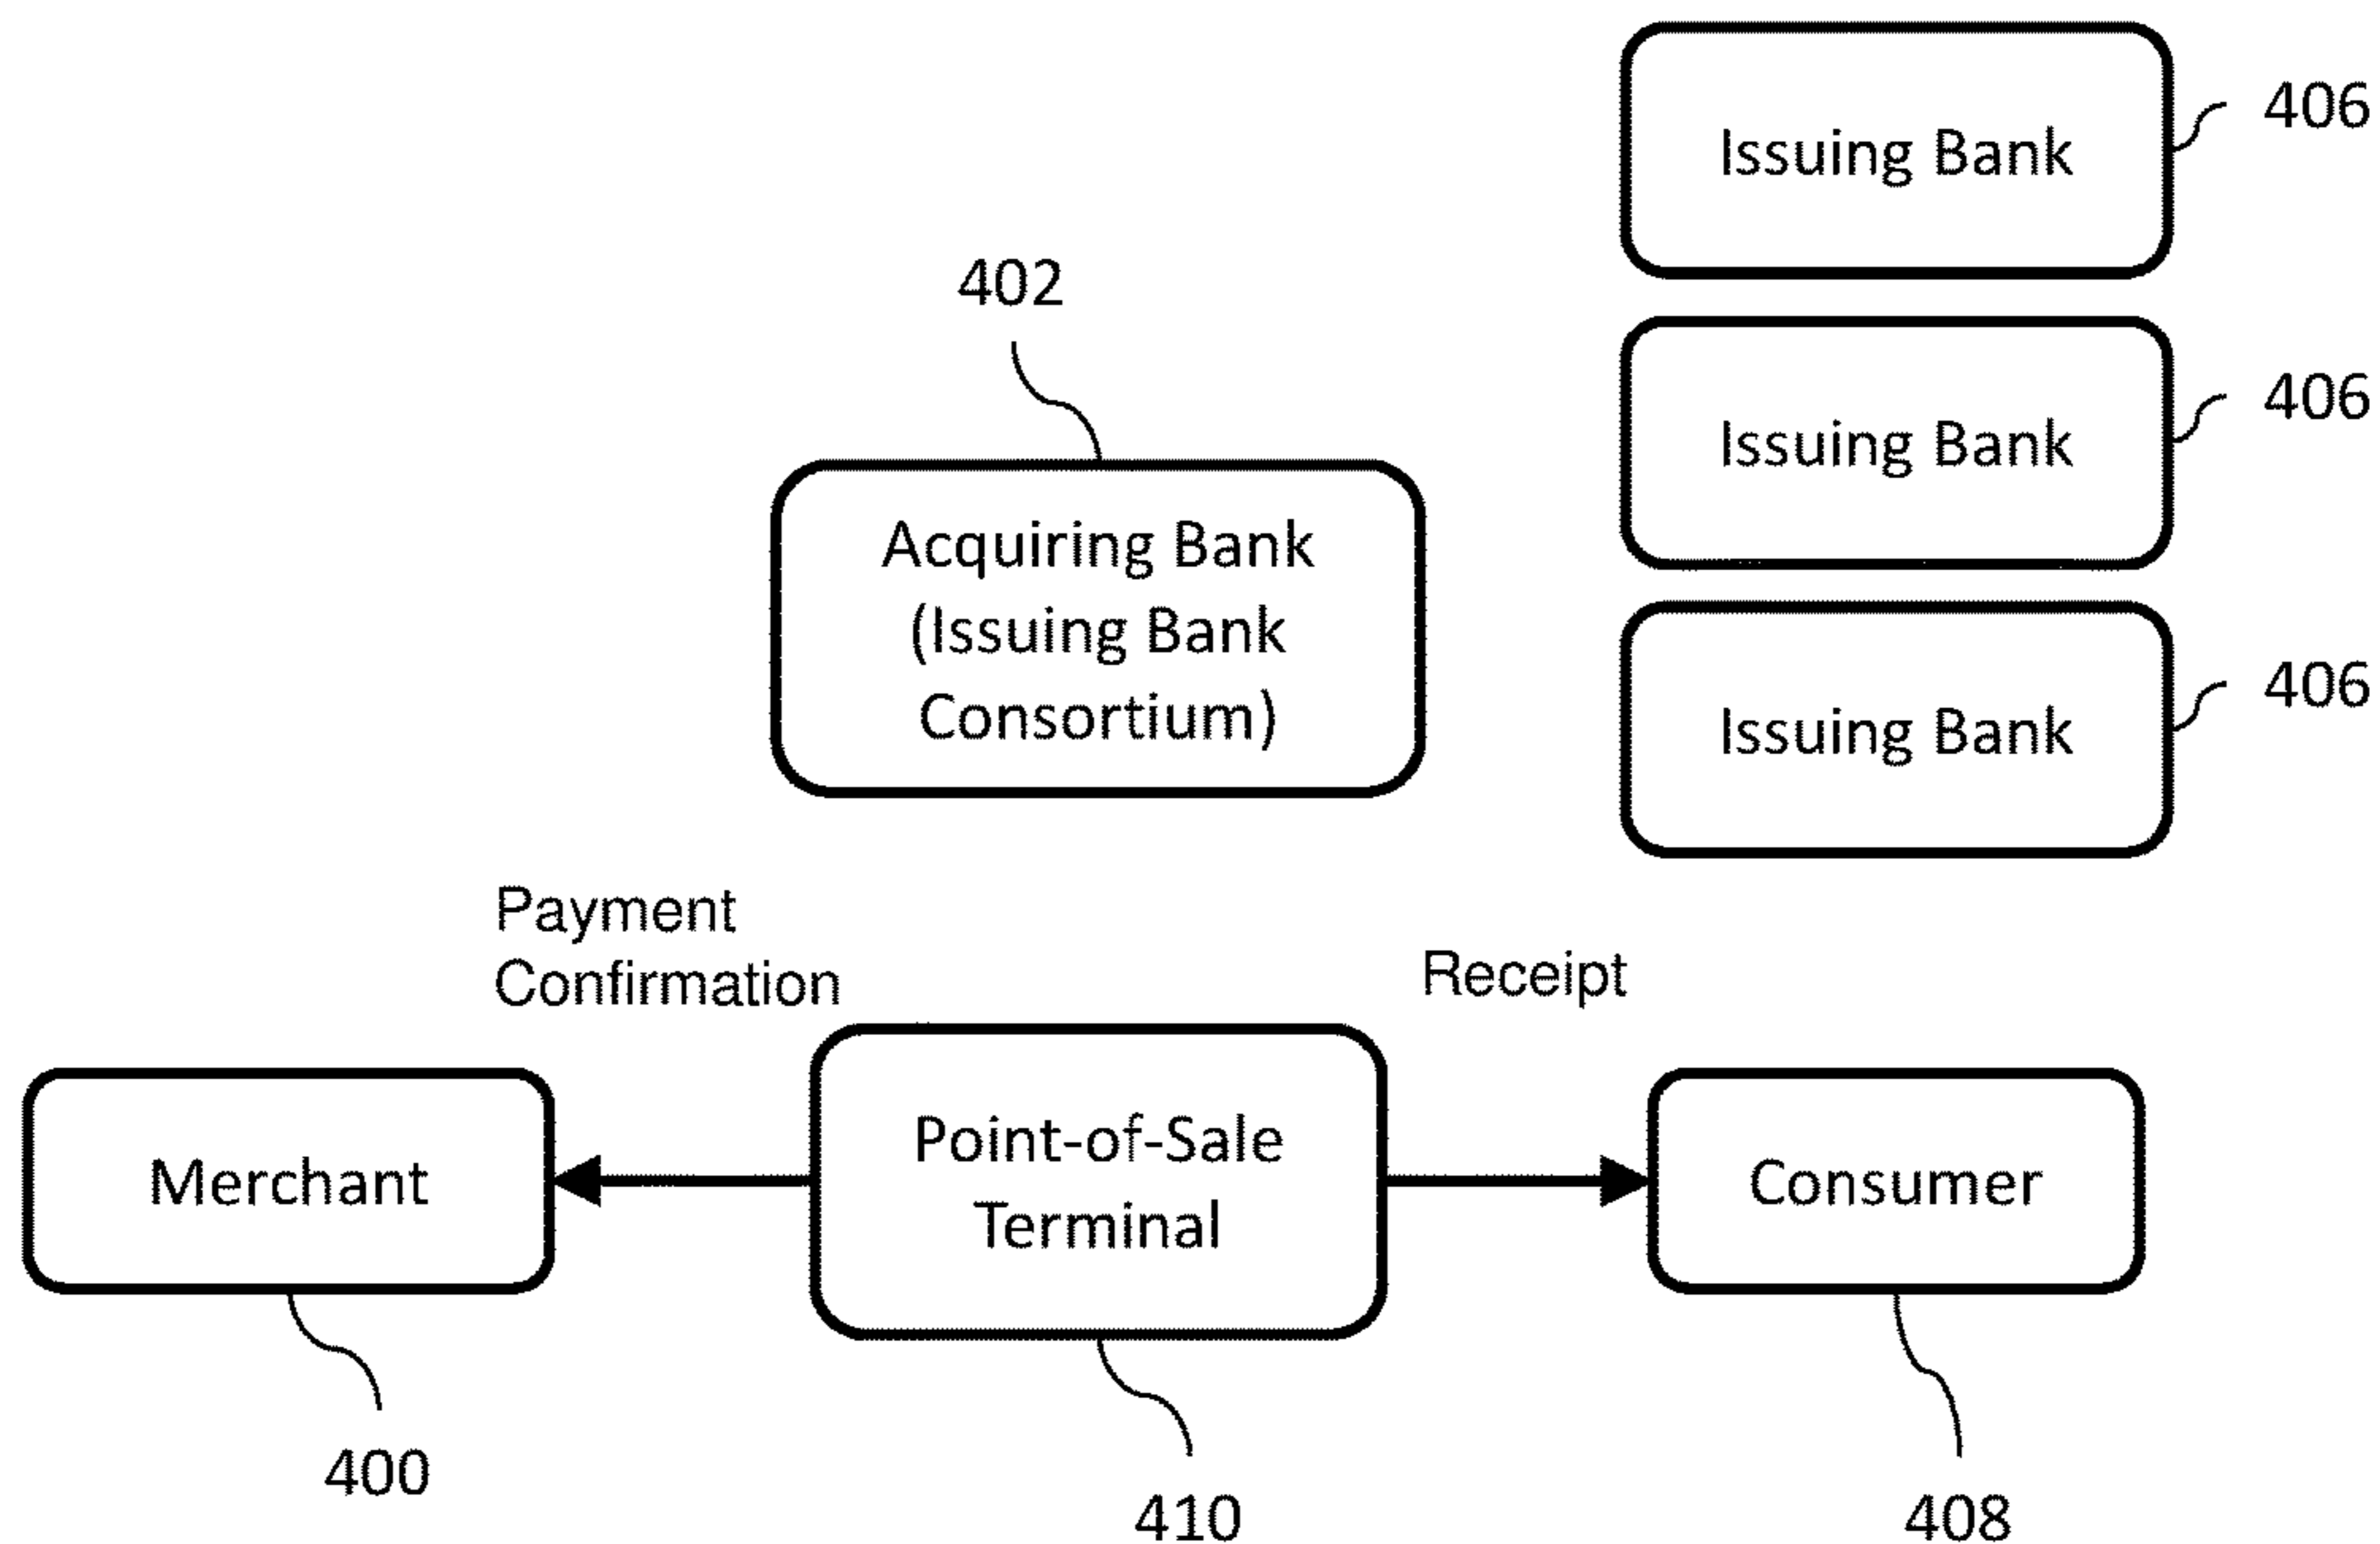 Issuing Bank
406
402
Issuing Bank
406
Acquiring Bank
(Issuing Bank
Consortium)
Issuing Bank
406
Payment
Confirmation
Receipt
Merchant
Point-of-Sale
Terminal
Consumer
400
410
408